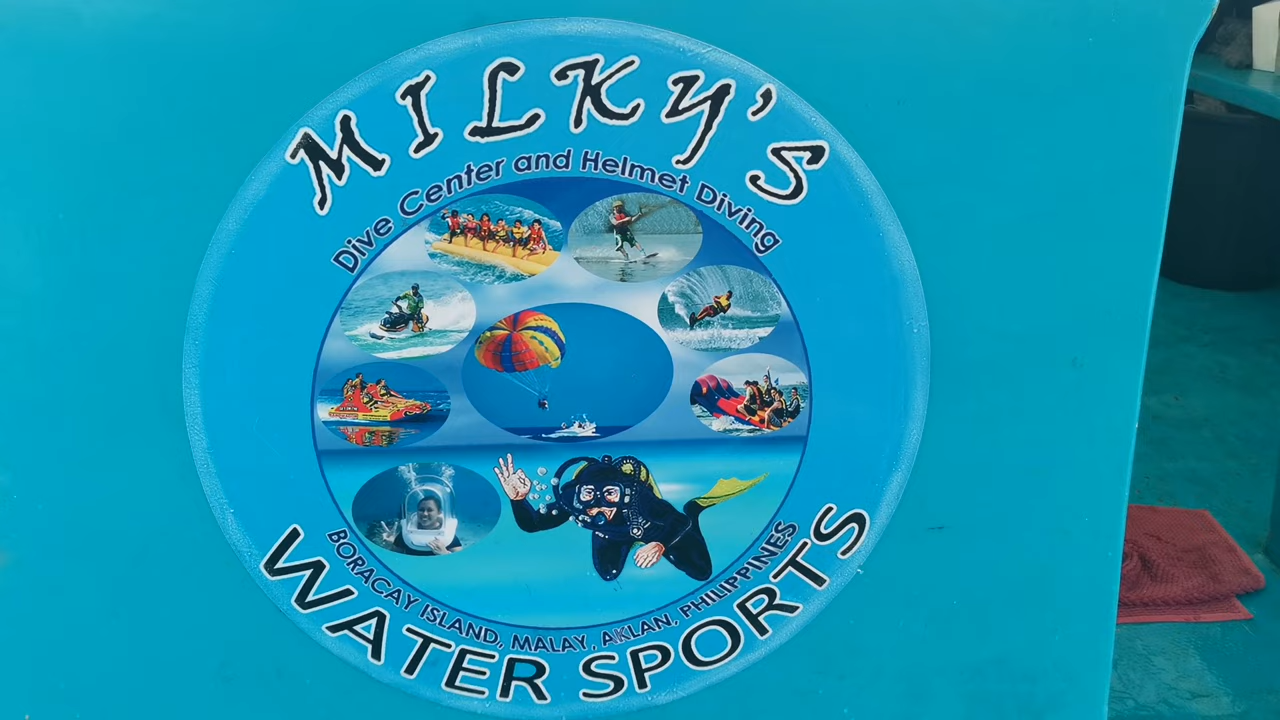 MILKY'S
Dive Center and Helmet Diving
BORACAY ISLAND, MALAY, AKLAN, PHILIPPINES
WATER SPORTS